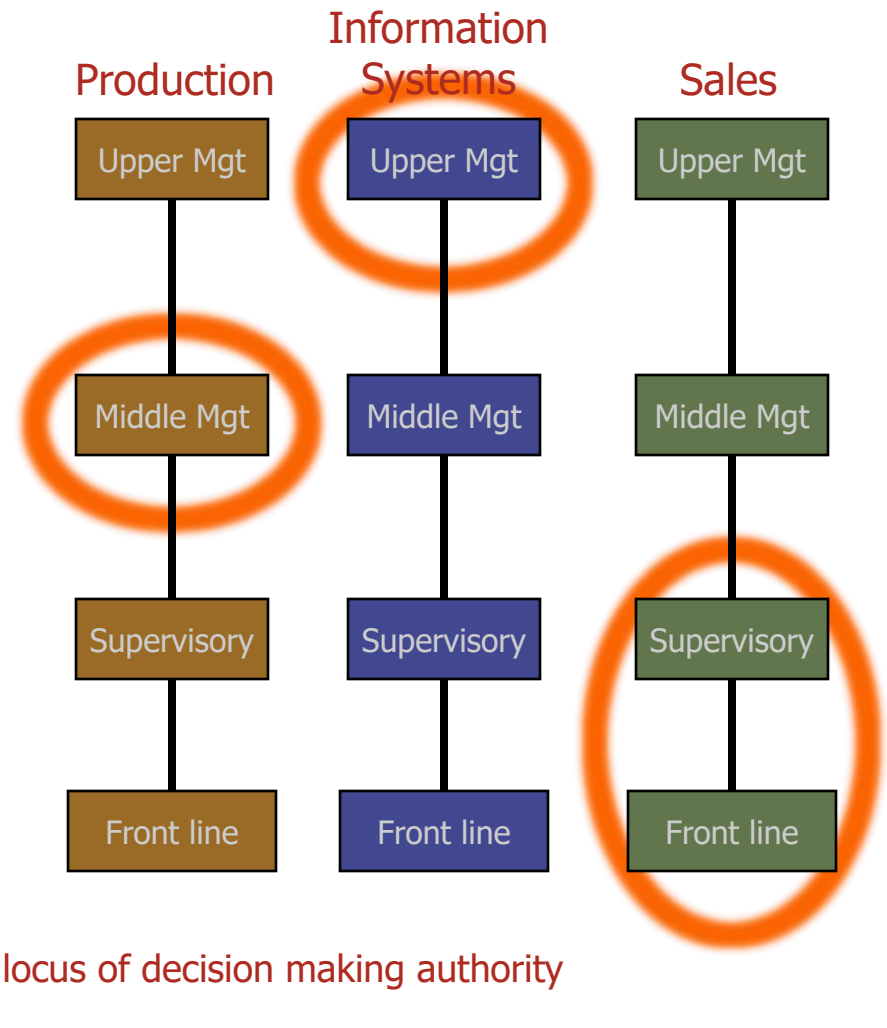 Information
Production Systems Sales
Upper Mgt Upper Mgt Upper Mgt
Middle Mgt Middle Mgt Middle Mgt
Supervisory Supervisory Supervisory
Front line Front line Front line
locus of decision making authority